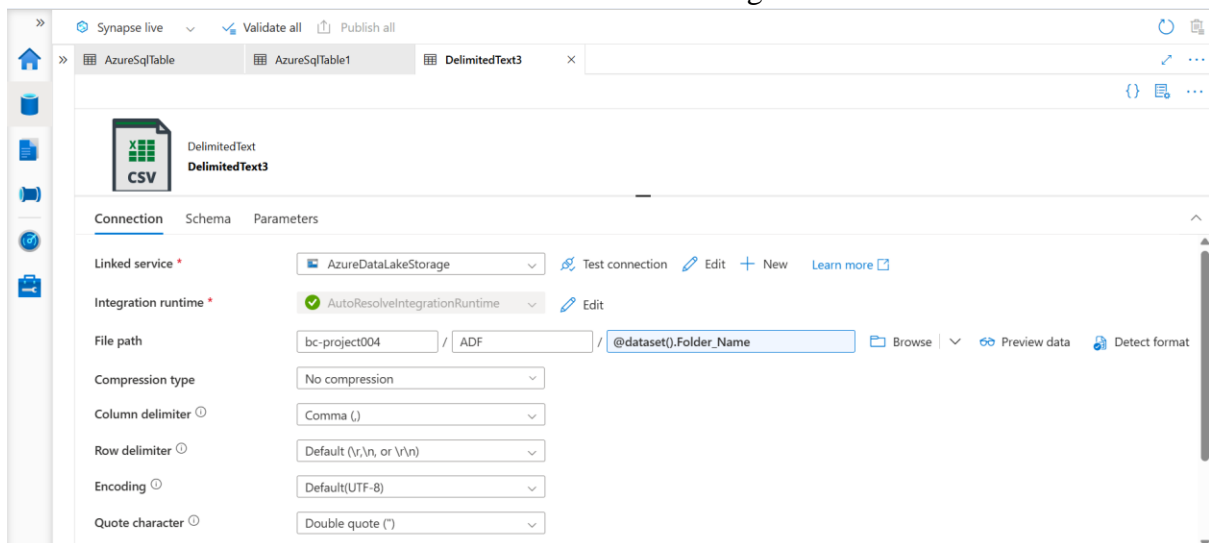 Synapse live Validate all Publish all
AzureSqlTable AzureSqlTable1 DelimitedText3
{}
X
CSV
DelimitedText
DelimitedText3
Connection Schema Parameters
Linked service * AzureDataLakeStorage Test connection Edit New Learn more
Integration runtime * AutoResolveIntegrationRuntime Edit
File path bc-project004 / ADF / @dataset().Folder_Name Browse Preview data Detect format
Compression type No compression
Column delimiter Comma (,)
Row delimiter Default (\r,\n, or \r\n)
Encoding Default(UTF-8)
Quote character Double quote (")